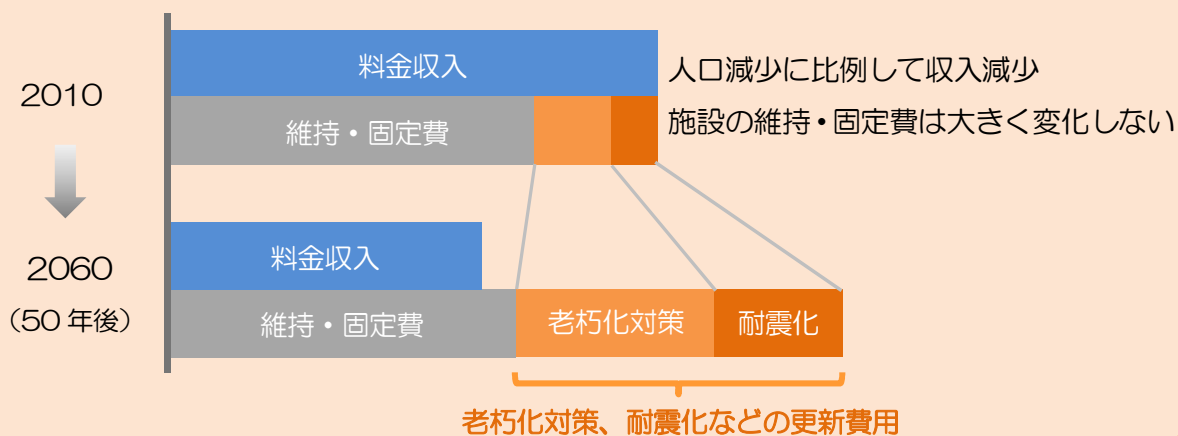 料金収入
人口減少に比例して収入減少
2010
維持・固定費
施設の維持・固定費は大きく変化しない
料金収入
2060
(50年後)
維持・固定費
老朽化対策
耐震化
老朽化対策、耐震化などの更新費用